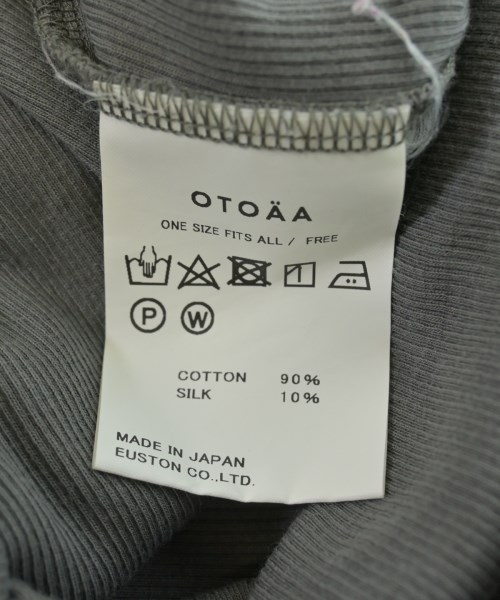 OTOÄA
ONE SIZE FITS ALL / FREE
P W
COTTON 90%
SILK 10%
MADE IN JAPAN
EUSTON CO.,LTD.